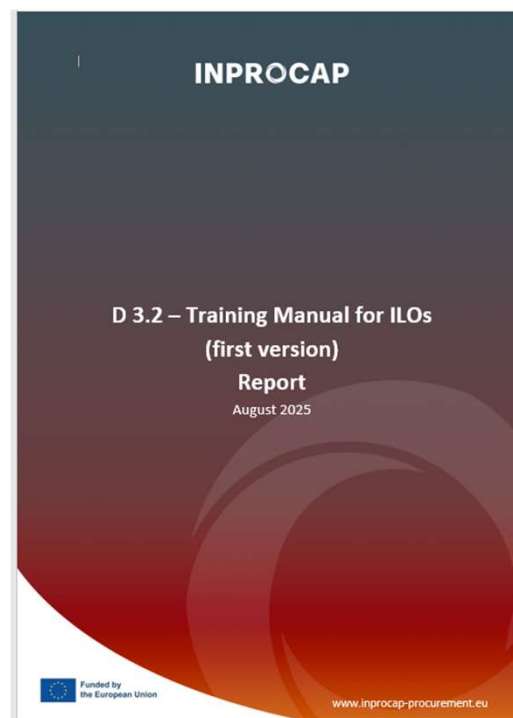 INPROCAP
D 3.2 – Training Manual for ILOs
(first version)
Report
August 2025
Funded by
the European Union
www.inprocap-procurement.eu